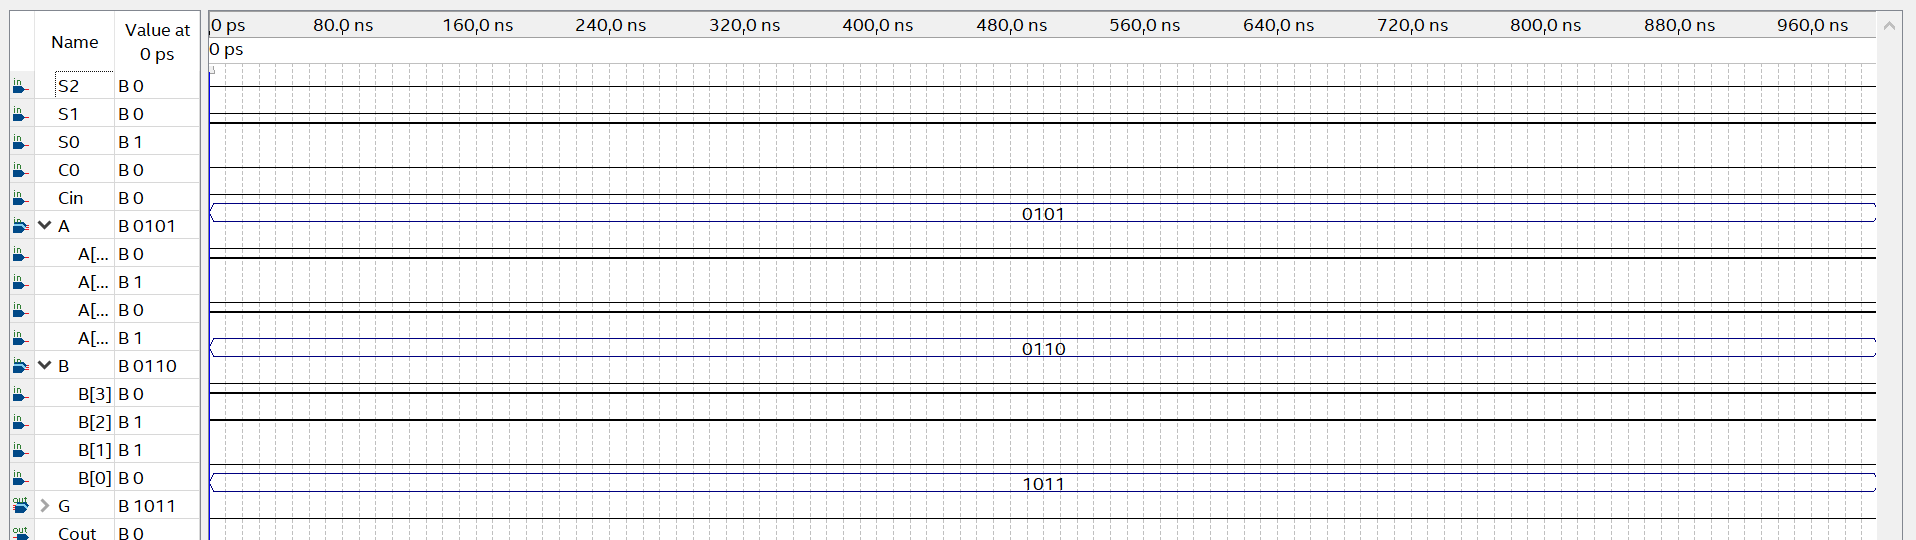 Name Value at 0 ps
0 ps 80.0 ns 160,0 ns 240,0 ns 320,0 ns 400,0 ns 480,0 ns 560,0 ns 640,0 ns 720,0 ns 800,0 ns 880,0 ns 960,0 ns
0 ps
in S2 B 0
in S1 B 0
in S0 B 1
in C0 B 0
in Cin B 0
in A B 0101 0101
in A[... B 0
in A[... B 1
in A[... B 0
in A[... B 1
in B B 0110 0110
in B[3] B 0
in B[2] B 1
in B[1] B 1
in B[0] B 0
out G B 1011 1011
out Cout B 0